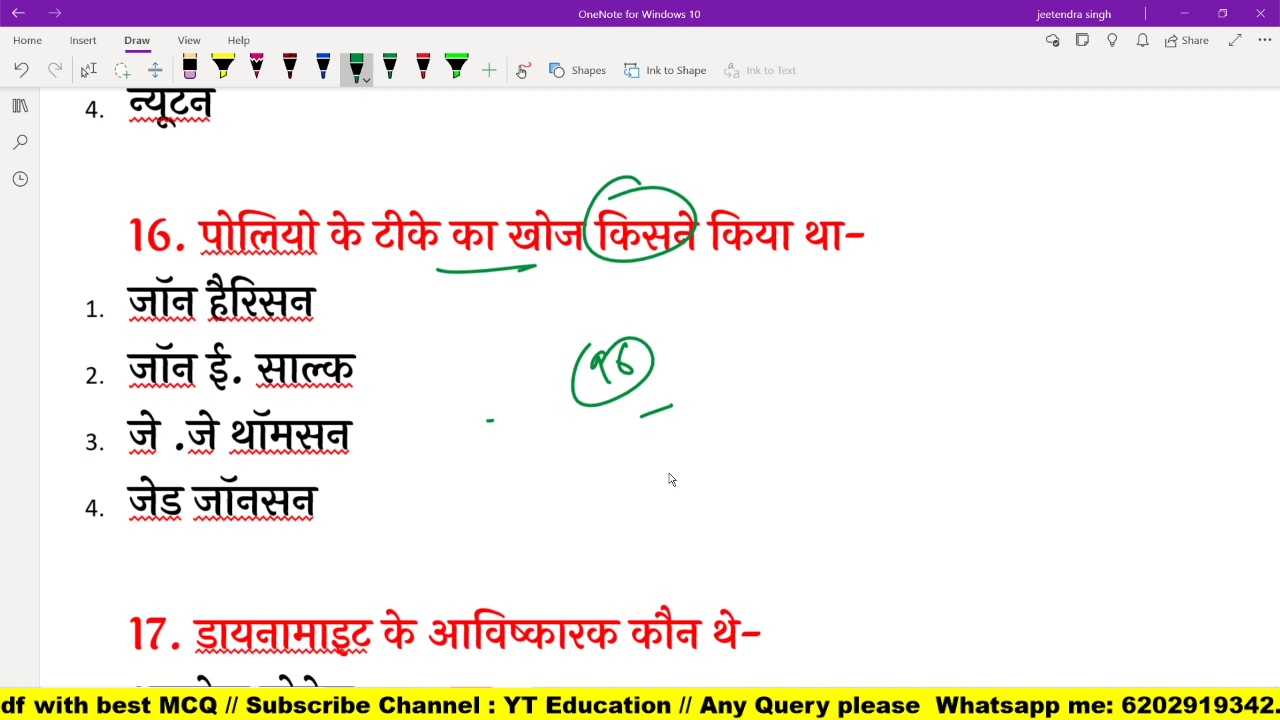 OneNote for Windows 10
jeetendra singh
Home Insert Draw View Help
Share
Shapes Ink to Shape Ink to Text
4. न्यूटन
16. पोलियो के टीके का खोज किसने किया था-
1. जॉन हैरिसन
2. जॉन ई. साल्क
3. जे .जे थॉमसन
4. जेड जॉनसन
17. डायनामाइट के आविष्कारक कौन थे-
df with best MCQ // Subscribe Channel : YT Education // Any Query please Whatsapp me: 6202919342.